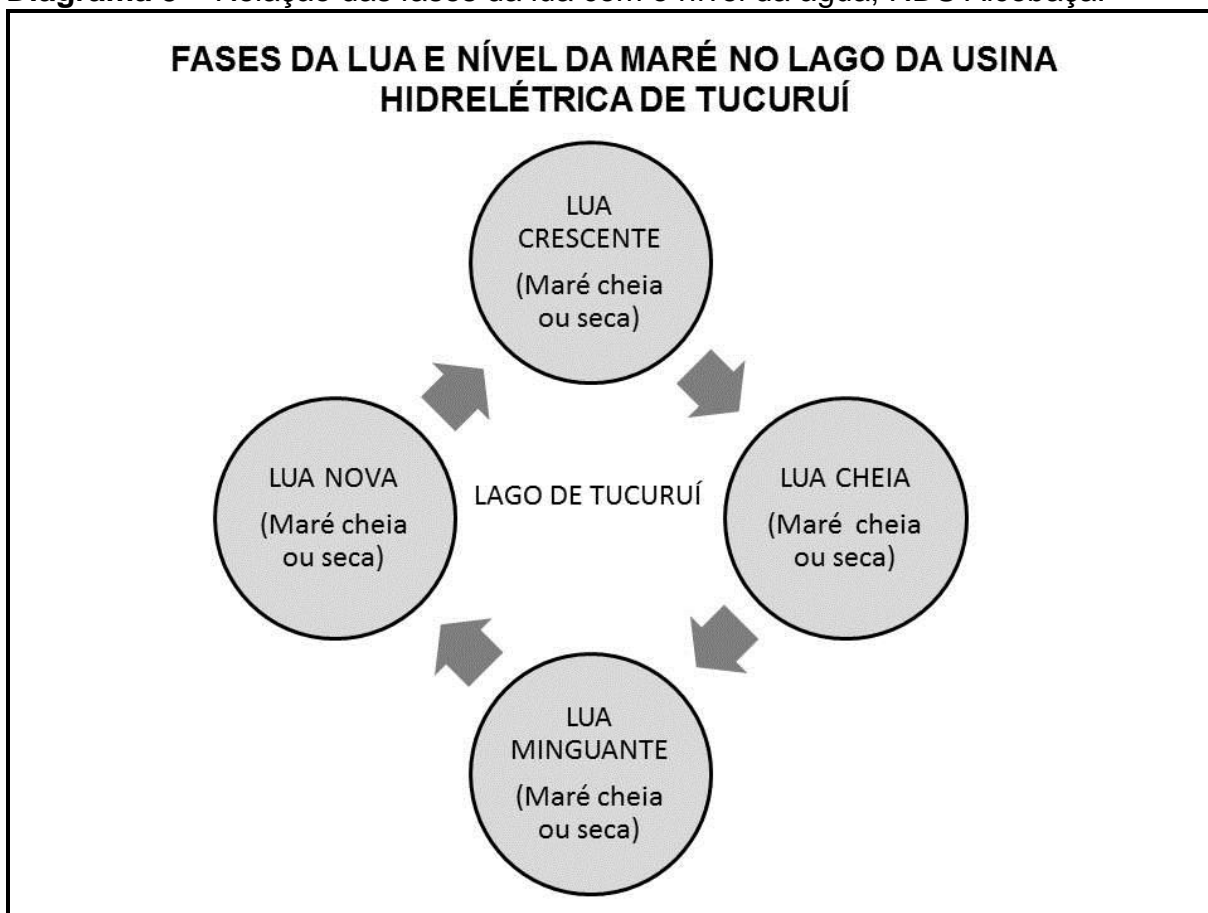 FASES DA LUA E NÍVEL DA MARÉ NO LAGO DA USINA
HIDRELÉTRICA DE TUCURUÍ
LUA
CRESCENTE
(Maré cheia
ou seca)
LUA NOVA
(Maré cheia
ou seca)
LAGO DE TUCURUÍ
LUA CHEIA
(Maré cheia
ou seca)
LUA
MINGUANTE
(Maré cheia
ou seca)